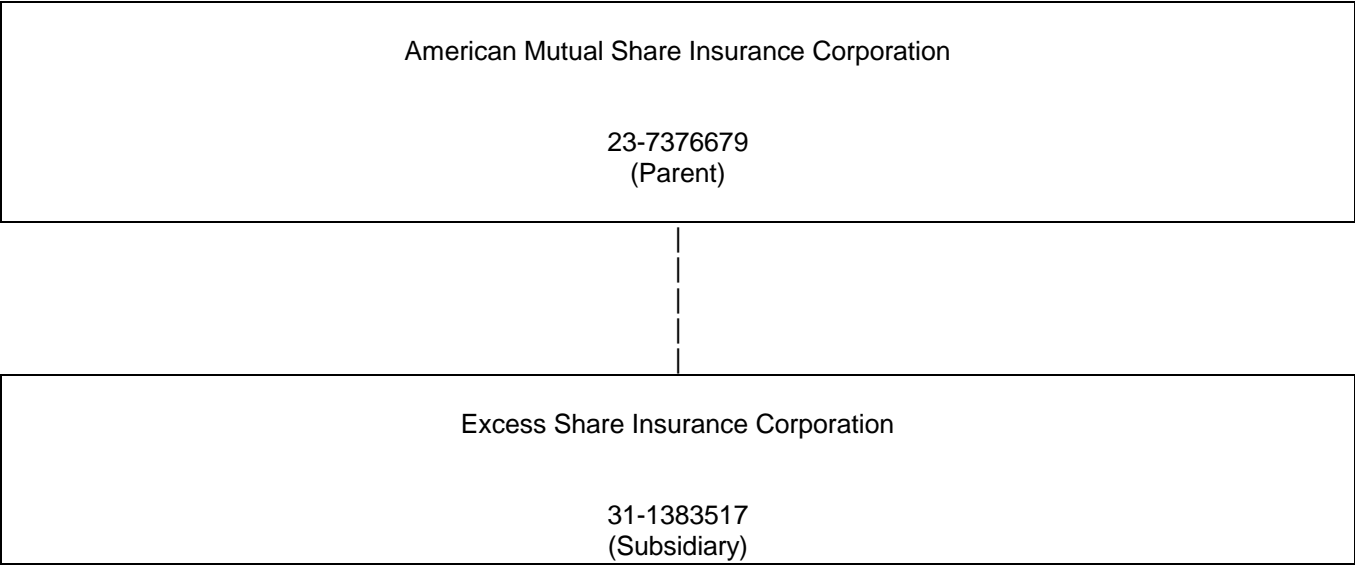 American Mutual Share Insurance Corporation
23-7376679
(Parent)
Excess Share Insurance Corporation
31-1383517
(Subsidiary)